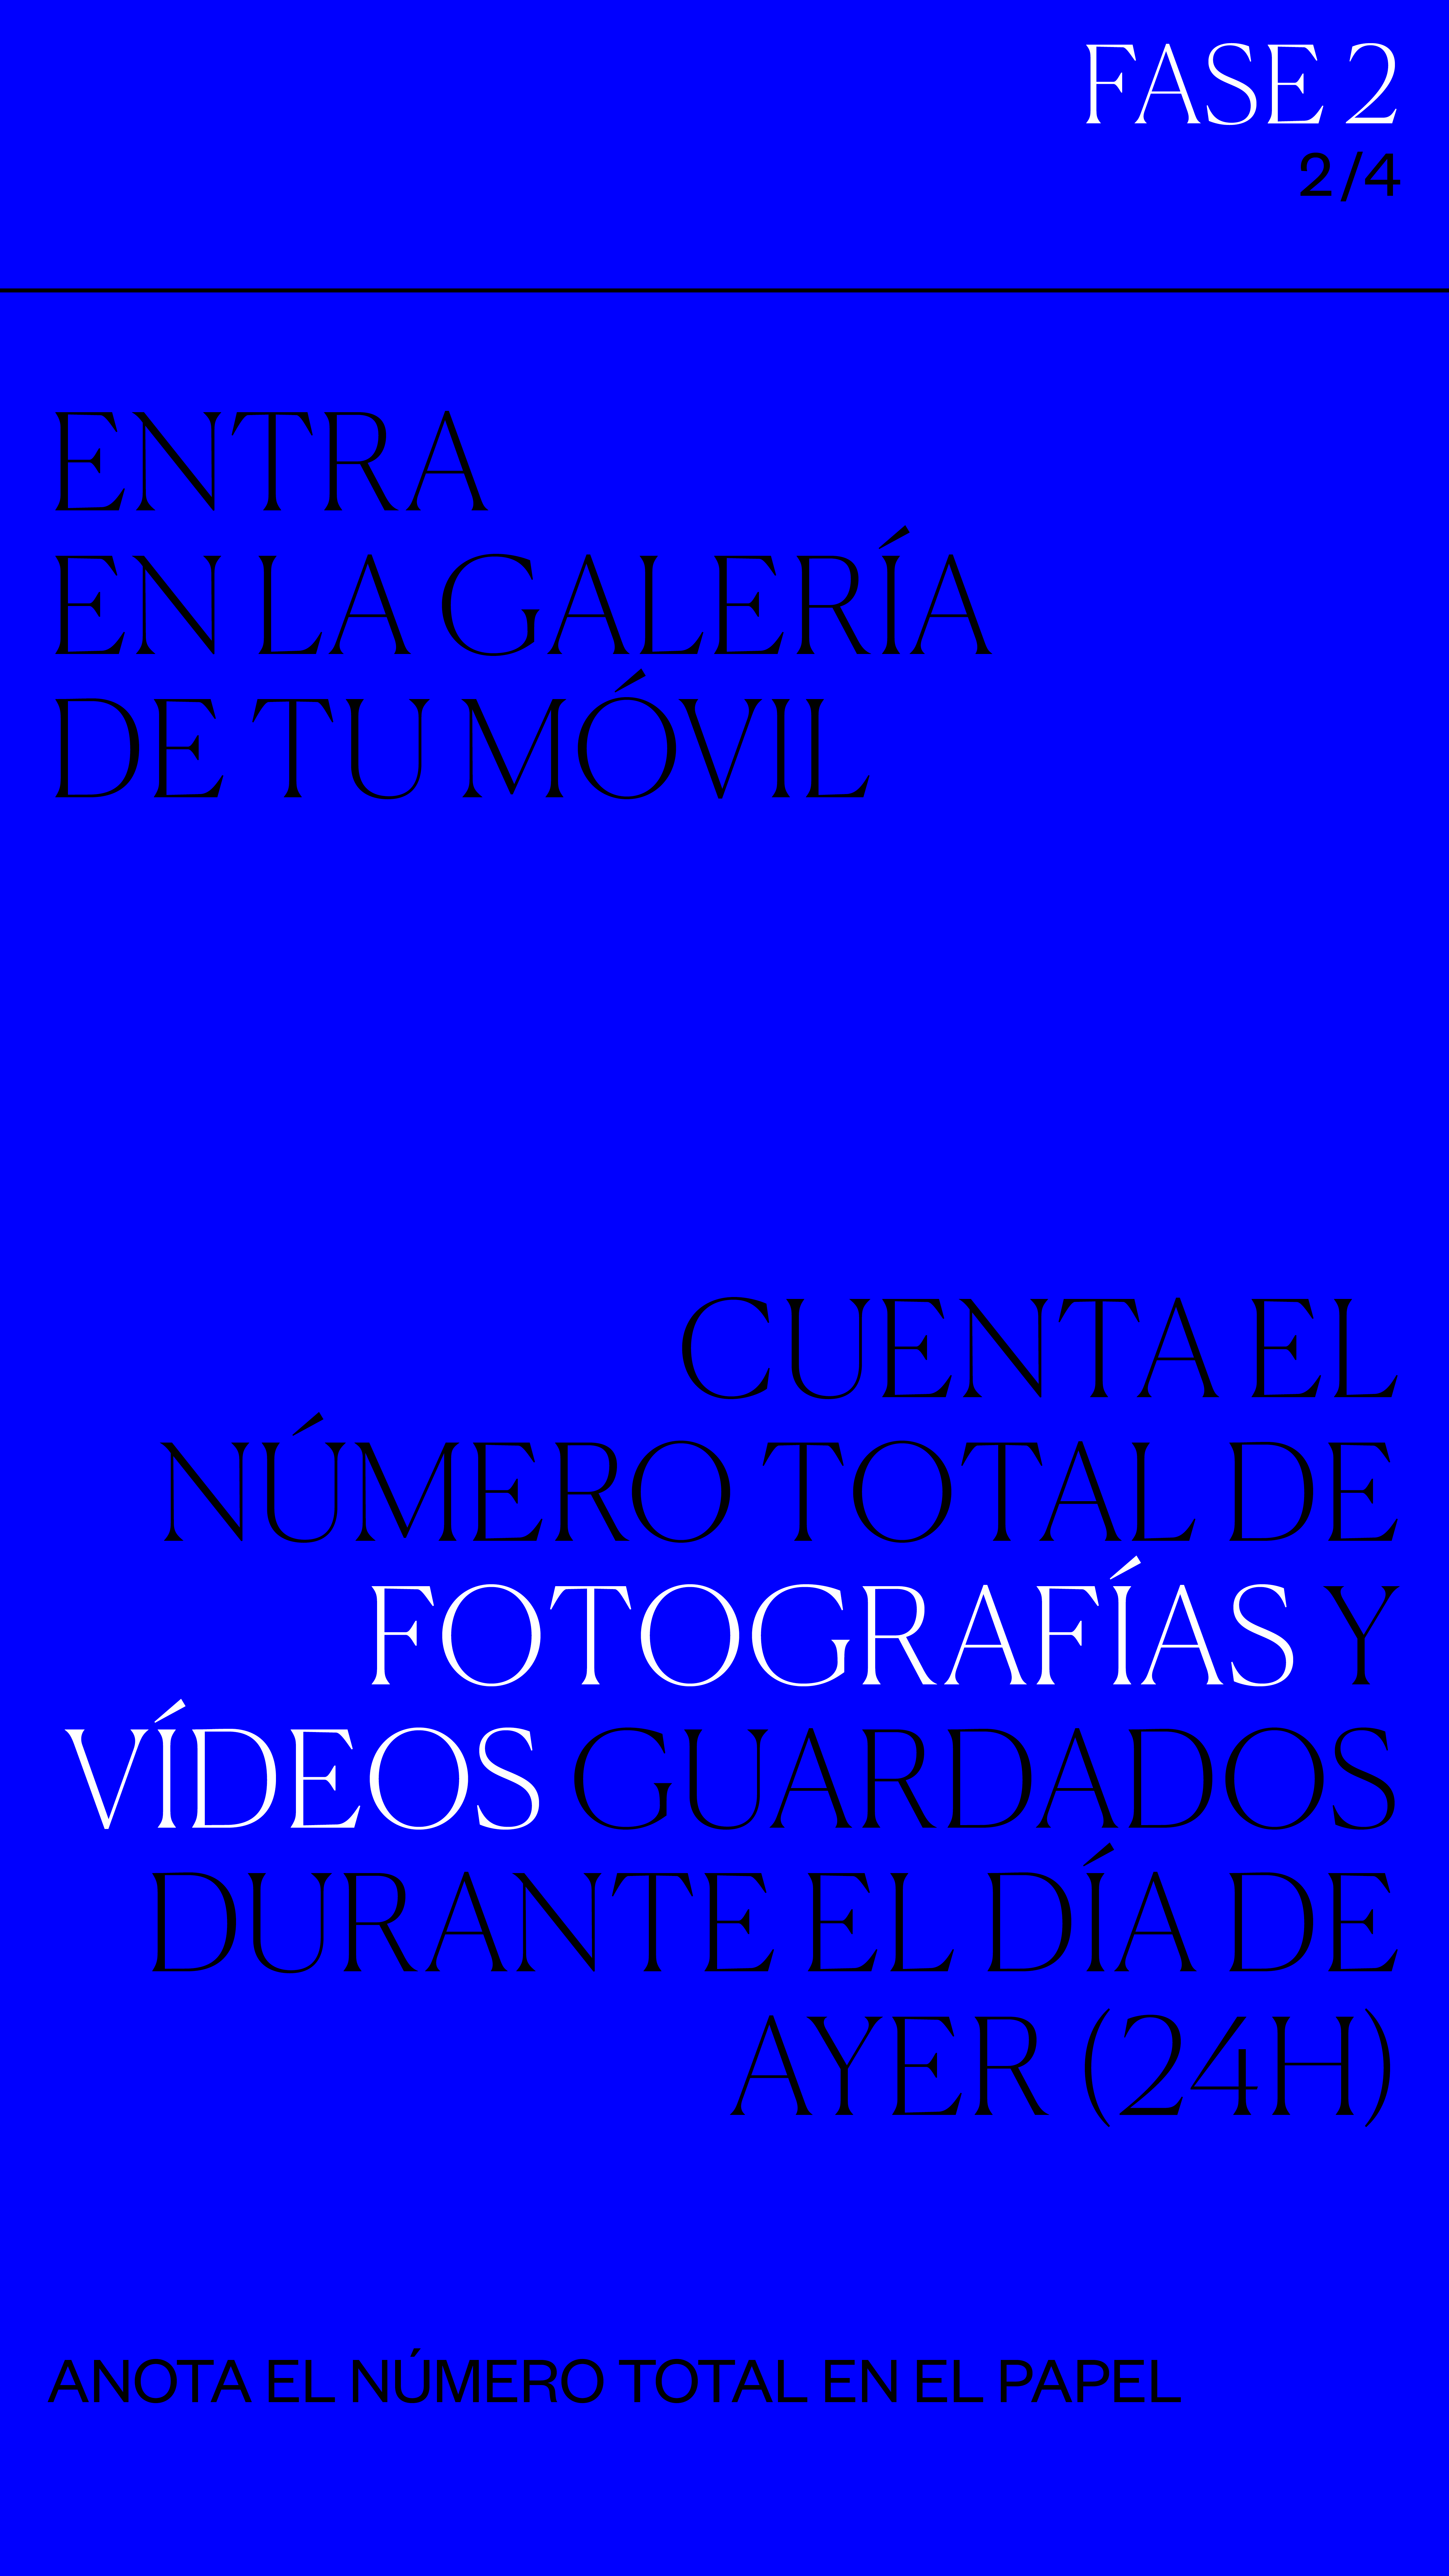 FASE 2
2/4
ENTRA
EN LA GALERÍA
DE TU MÓVIL
CUENTA EL
NÚMERO TOTAL DE
FOTOGRAFÍAS Y
VÍDEOS GUARDADOS
DURANTE EL DÍA DE
AYER (24H)
ANOTA EL NÚMERO TOTAL EN EL PAPEL